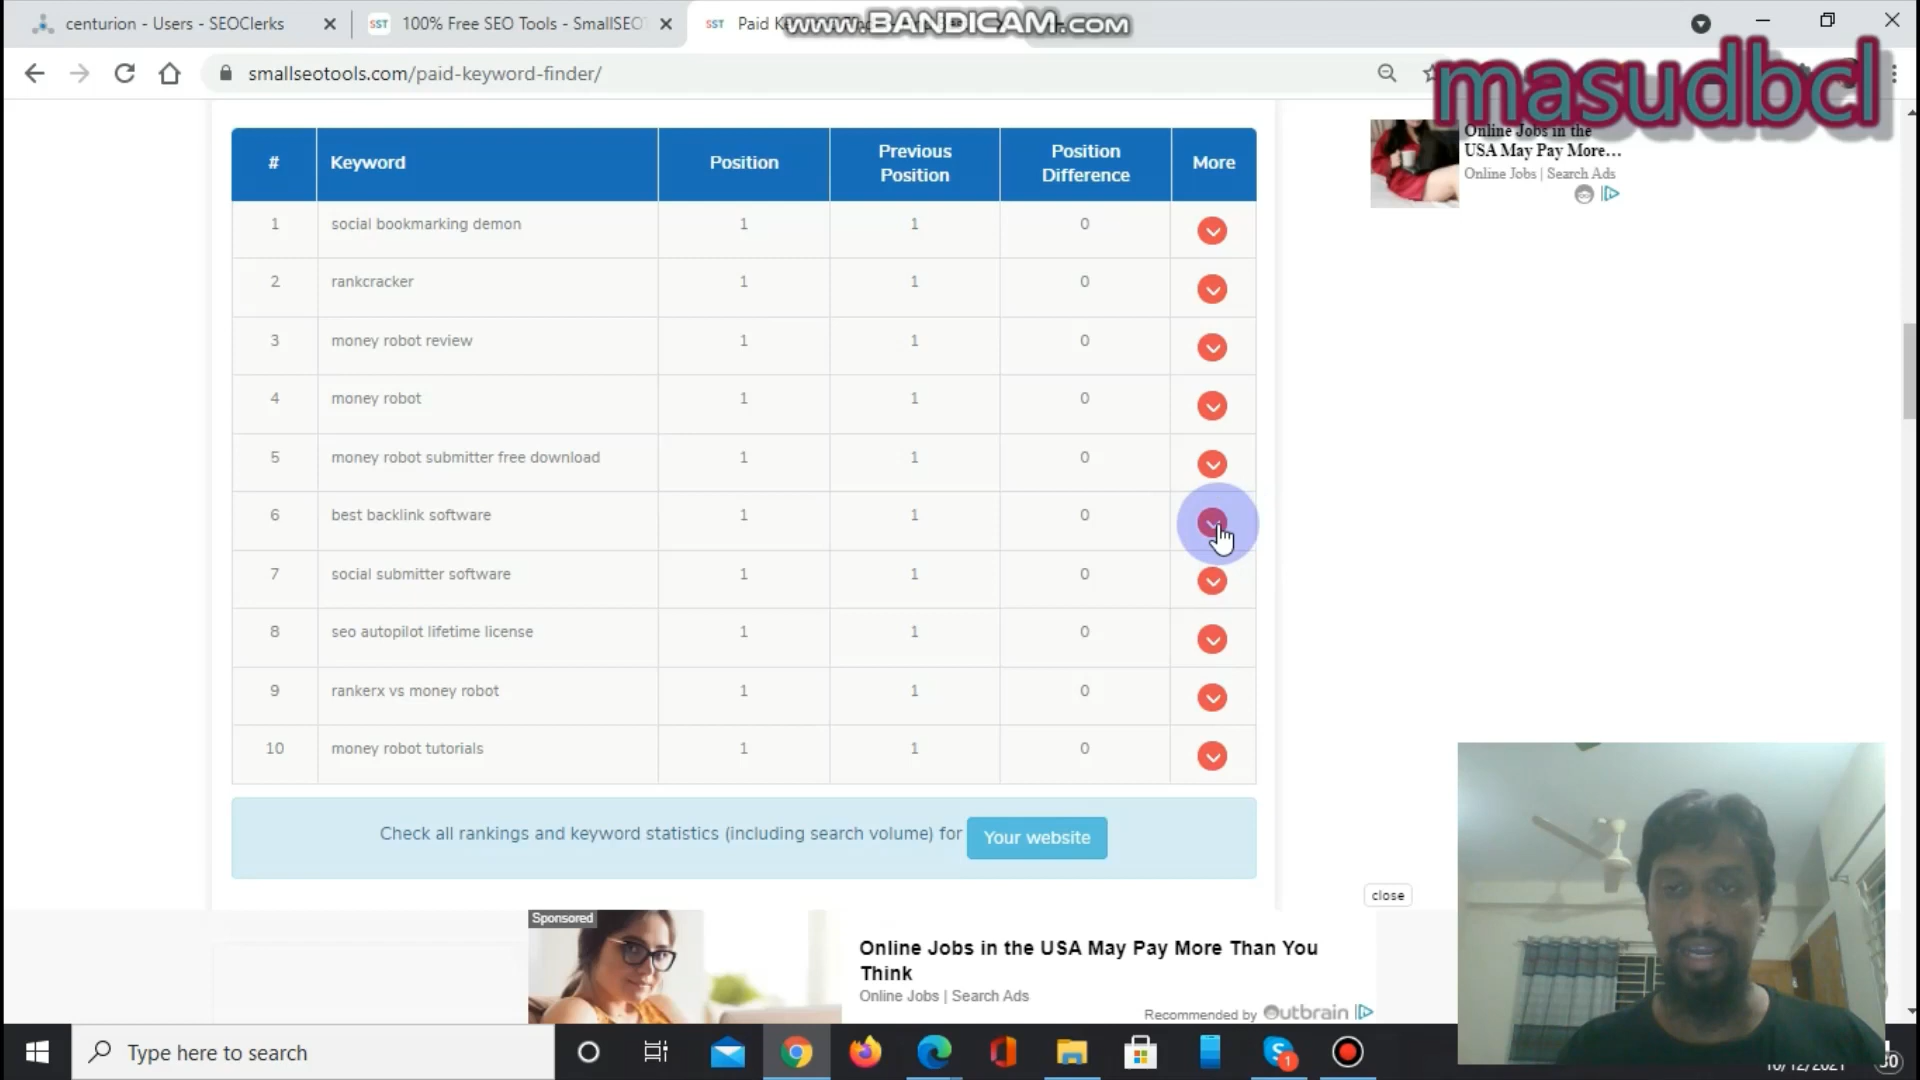 centurion - Users - SEOClerks
SST 100% Free SEO Tools - SmallSEO
SST Paid
www.BANDICAM.com
smallseotools.com/paid-keyword-finder/
masudbcl
Online Jobs in the
USA May Pay More...
Online Jobs | Search Ads
# Keyword Position Previous Position Position Difference More
1 social bookmarking demon 1 1 0
2 rankcracker 1 1 0
3 money robot review 1 1 0
4 money robot 1 1 0
5 money robot submitter free download 1 1 0
6 best backlink software 1 1 0
7 social submitter software 1 1 0
8 seo autopilot lifetime license 1 1 0
9 rankerx vs money robot 1 1 0
10 money robot tutorials 1 1 0
Check all rankings and keyword statistics (including search volume) for Your website
close
Sponsored
Online Jobs in the USA May Pay More Than You
Think
Online Jobs | Search Ads
Recommended by Outbrain
Type here to search
1
10/12/2021
30